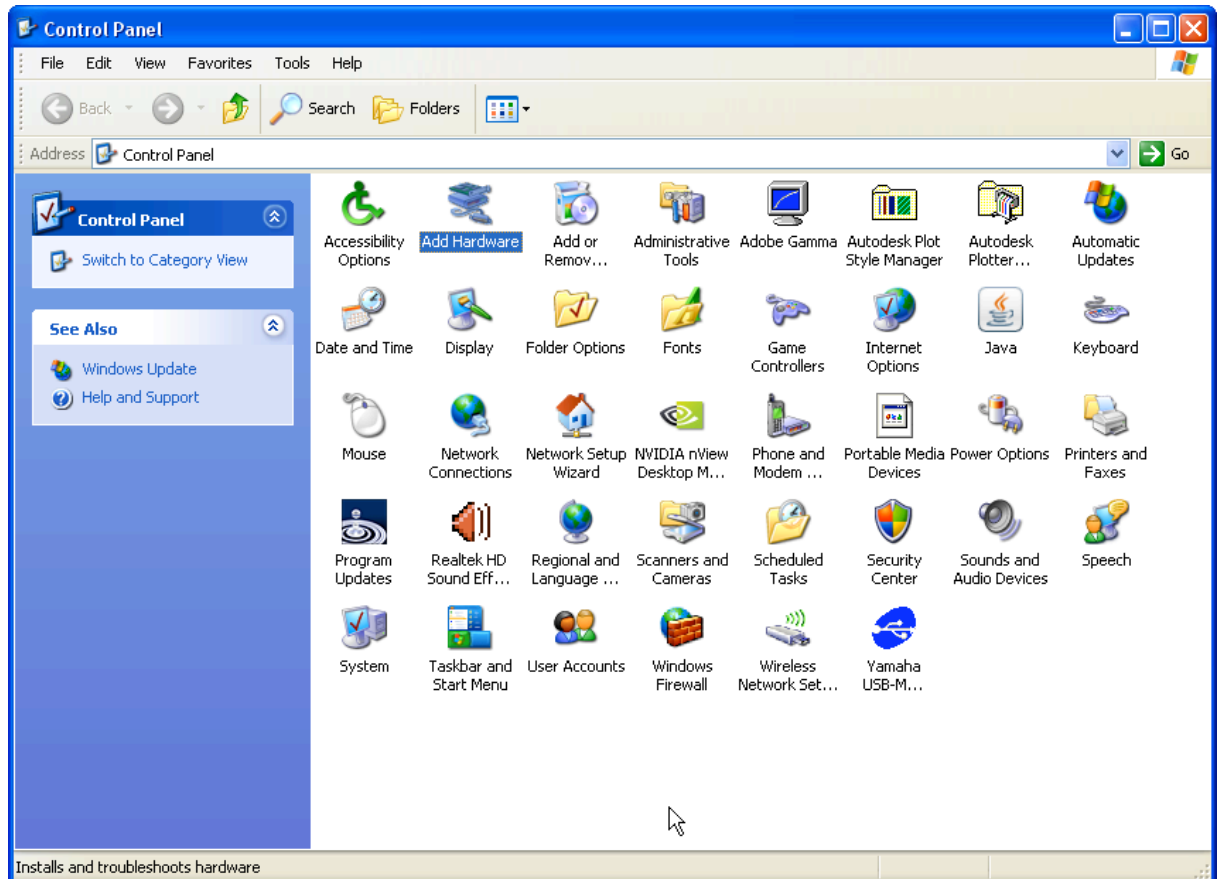 Control Panel
File Edit View Favorites Tools Help
Back Search Folders
Address Control Panel Go
Control Panel
Switch to Category View
See Also
Windows Update
Help and Support
Accessibility Options
Add Hardware
Add or Remov...
Administrative Tools
Adobe Gamma
Autodesk Plot Style Manager
Autodesk Plotter...
Automatic Updates
Date and Time
Display
Folder Options
Fonts
Game Controllers
Internet Options
Java
Keyboard
Mouse
Network Connections
Network Setup Wizard
NVIDIA nView Desktop M...
Phone and Modem ...
Portable Media Devices
Power Options
Printers and Faxes
Program Updates
Realtek HD Sound Eff...
Regional and Language ...
Scanners and Cameras
Scheduled Tasks
Security Center
Sounds and Audio Devices
Speech
System
Taskbar and Start Menu
User Accounts
Windows Firewall
Wireless Network Set...
Yamaha USB-M...
Installs and troubleshoots hardware